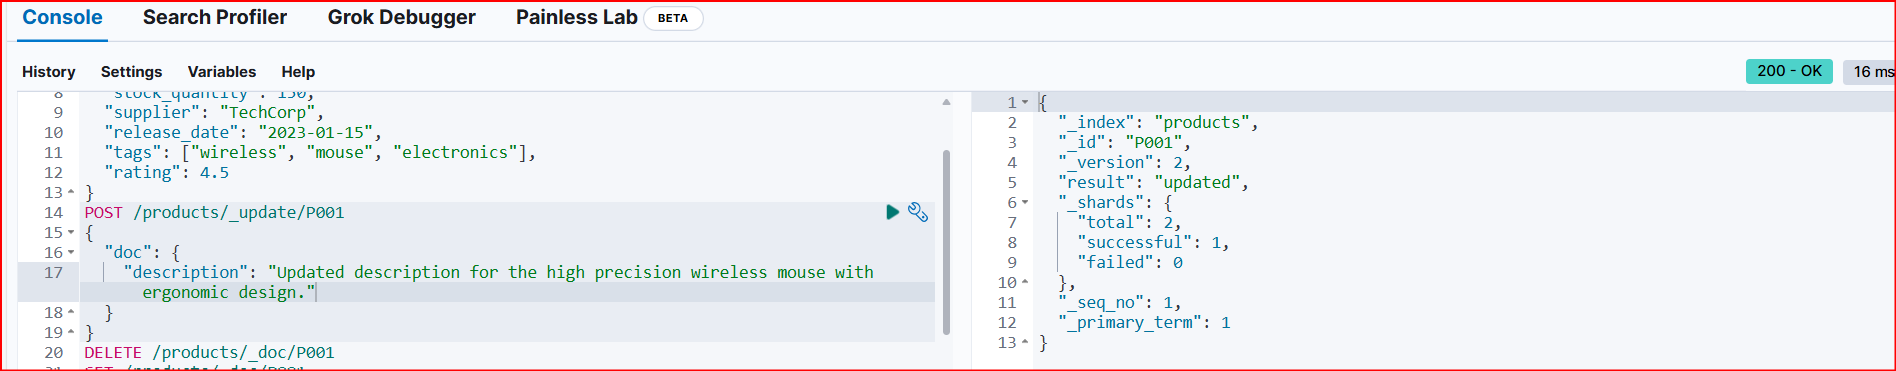 Console Search Profiler Grok Debugger Painless Lab BETA
History Settings Variables Help
200 - OK 16 ms
8 "stock_quantity": 150,
9 "supplier": "TechCorp",
10 "release_date": "2023-01-15",
11 "tags": ["wireless", "mouse", "electronics"],
12 "rating": 4.5
13 }
14 POST /products/_update/P001
15 {
16 "doc": {
17 "description": "Updated description for the high precision wireless mouse with
ergonomic design."
18 }
19 }
20 DELETE /products/_doc/P001
21 GET /products/_doc/P001
1 {
2 "_index": "products",
3 "_id": "P001",
4 "_version": 2,
5 "result": "updated",
6 "_shards": {
7 "total": 2,
8 "successful": 1,
9 "failed": 0
10 },
11 "_seq_no": 1,
12 "_primary_term": 1
13 }